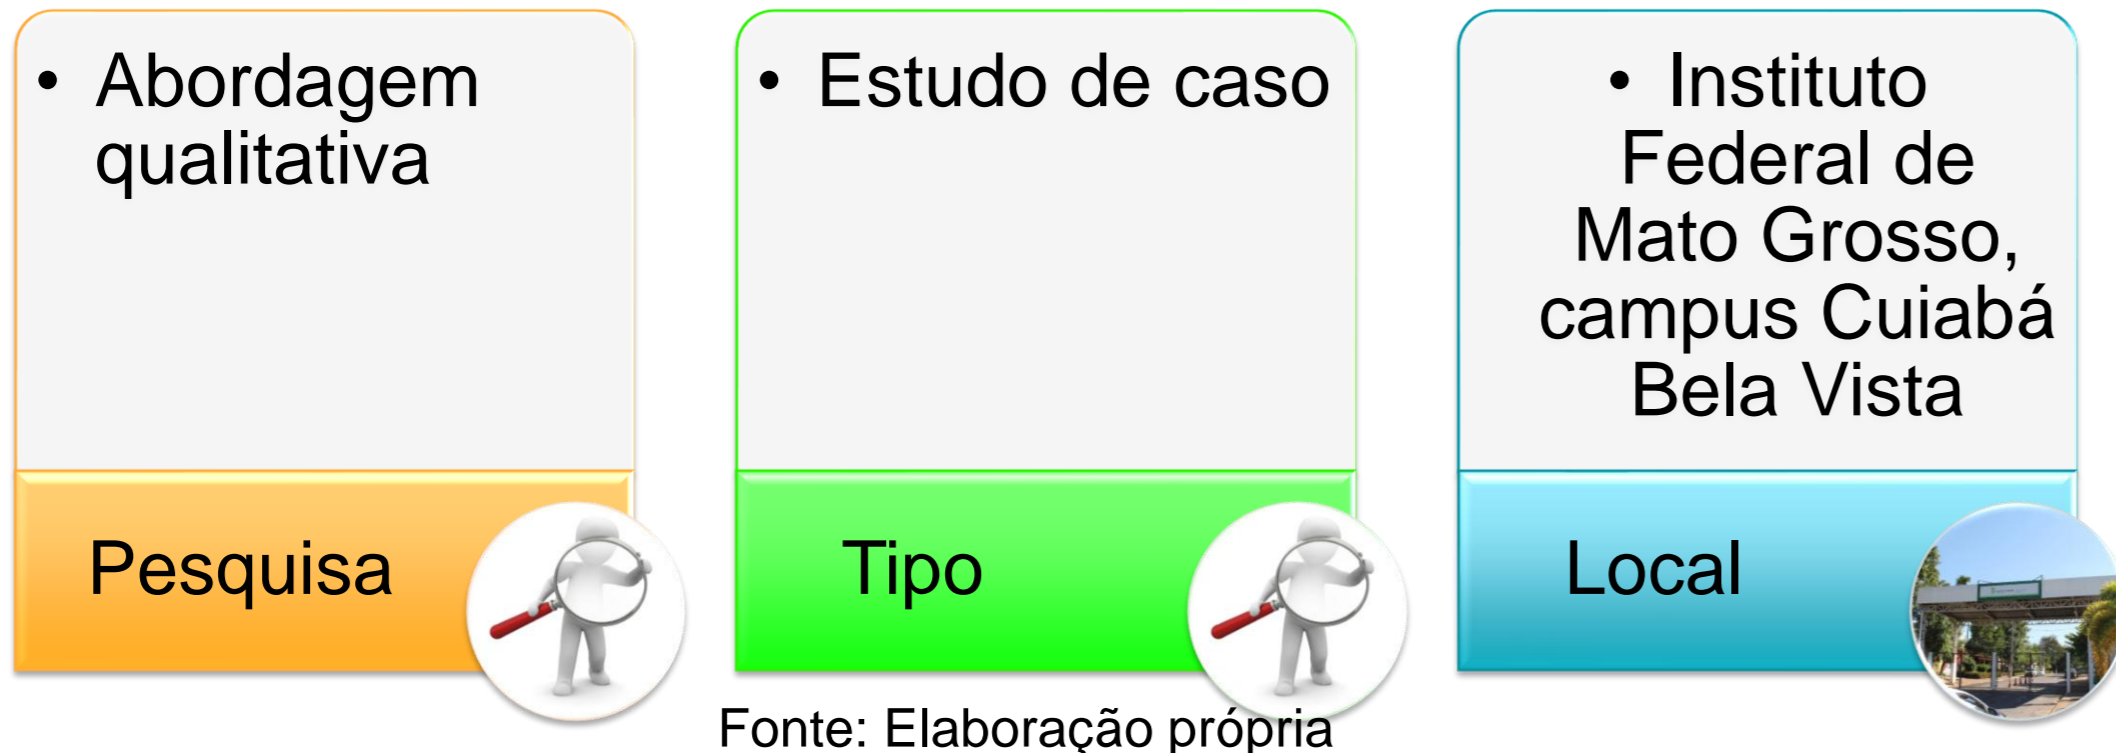 • Abordagem
qualitativa
Pesquisa
• Estudo de caso
Tipo
• Instituto
Federal de
Mato Grosso,
campus Cuiabá
Bela Vista
Local
Fonte: Elaboração própria